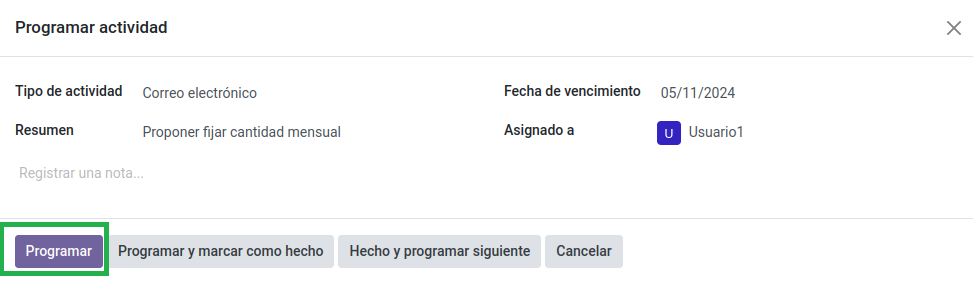 Programar actividad
Tipo de actividad Correo electrónico Fecha de vencimiento 05/11/2024
Resumen Proponer fijar cantidad mensual Asignado a U Usuario1
Registrar una nota...
Programar Programar y marcar como hecho Hecho y programar siguiente Cancelar